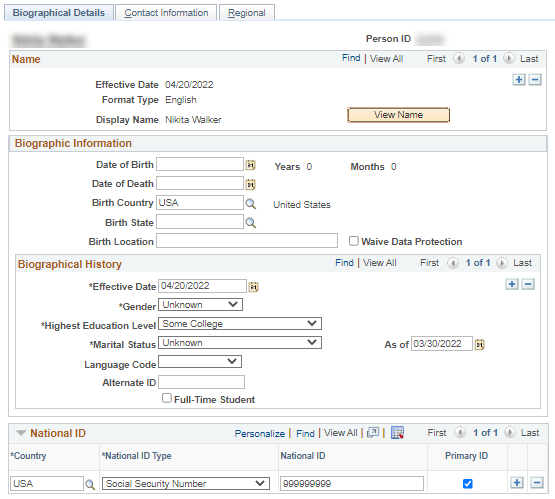 Biographical Details Contact Information Regional
Person ID
Name Find | View All First 1 of 1 Last
Effective Date 04/20/2022
Format Type English
Display Name Nikita Walker View Name
Biographic Information
Date of Birth Years 0 Months 0
Date of Death
Birth Country USA United States
Birth State
Birth Location Waive Data Protection
Biographical History Find | View All First 1 of 1 Last
*Effective Date 04/20/2022
*Gender Unknown
*Highest Education Level Some College
*Marital Status Unknown As of 03/30/2022
Language Code
Alternate ID
Full-Time Student
National ID Personalize | Find | View All | First 1 of 1 Last
*Country *National ID Type National ID Primary ID
USA Social Security Number 999999999